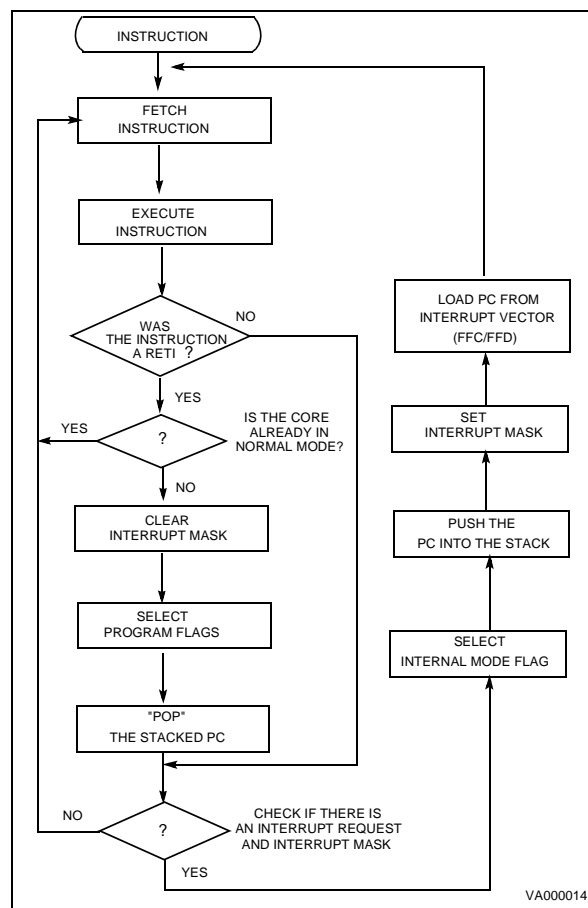 INSTRUCTION
FETCH
INSTRUCTION
EXECUTE
INSTRUCTION
WAS
THE INSTRUCTION
A RETI ?
NO
YES
?
IS THE CORE
ALREADY IN
NORMAL MODE?
YES
NO
CLEAR
INTERRUPT MASK
SELECT
PROGRAM FLAGS
"POP"
THE STACKED PC
?
CHECK IF THERE IS
AN INTERRUPT REQUEST
AND INTERRUPT MASK
NO
YES
LOAD PC FROM
INTERRUPT VECTOR
(FFC/FFD)
SET
INTERRUPT MASK
PUSH THE
PC INTO THE STACK
SELECT
INTERNAL MODE FLAG
VA000014